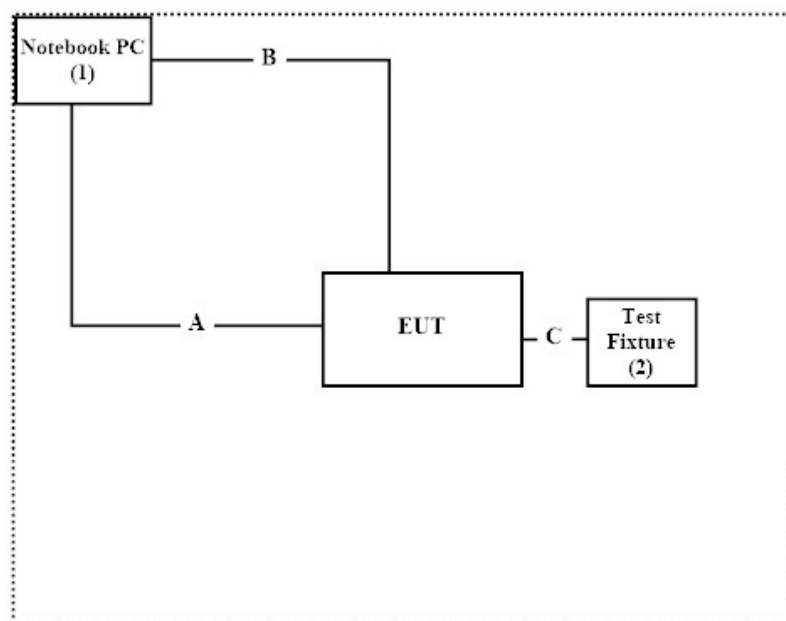 Notebook PC
(1)
B
A
EUT
C
Test
Fixture
(2)